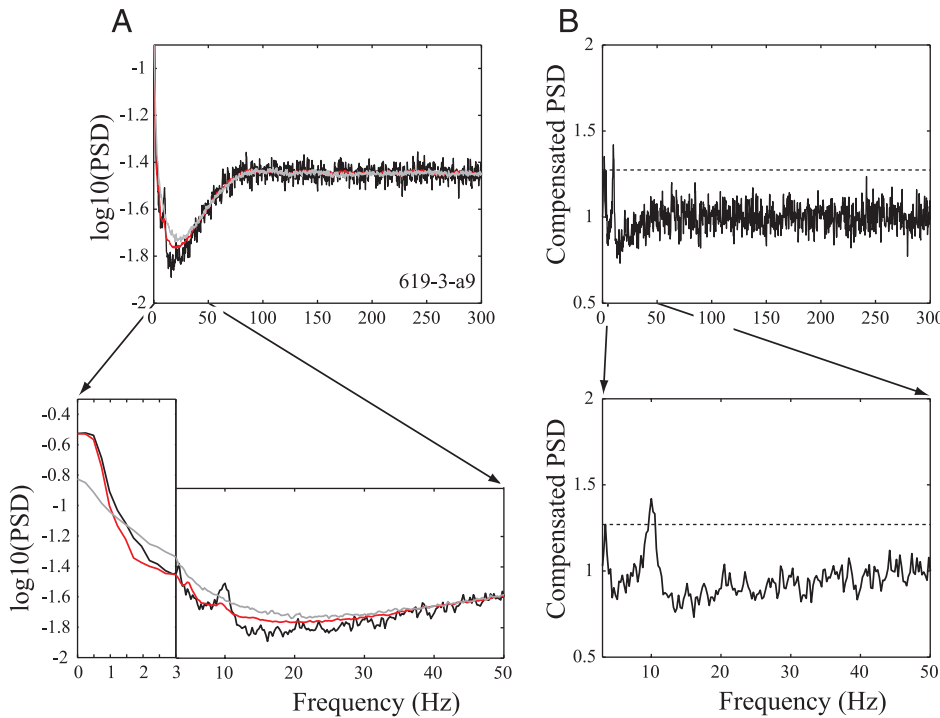 A
log10(PSD)
-1
-1.2
-1.4
-1.6
-1.8
-2
619-3-a9
0 50 100 150 200 250 300
B
Compensated PSD
2
1.5
1
0.5
0 50 100 150 200 250 300
log10(PSD)
-0.4
-0.6
-0.8
-1
-1.2
-1.4
-1.6
-1.8
-2
0 1 2 3 10 20 30 40 50
Frequency (Hz)
Compensated PSD
2
1.5
1
0.5
10 20 30 40 50
Frequency (Hz)